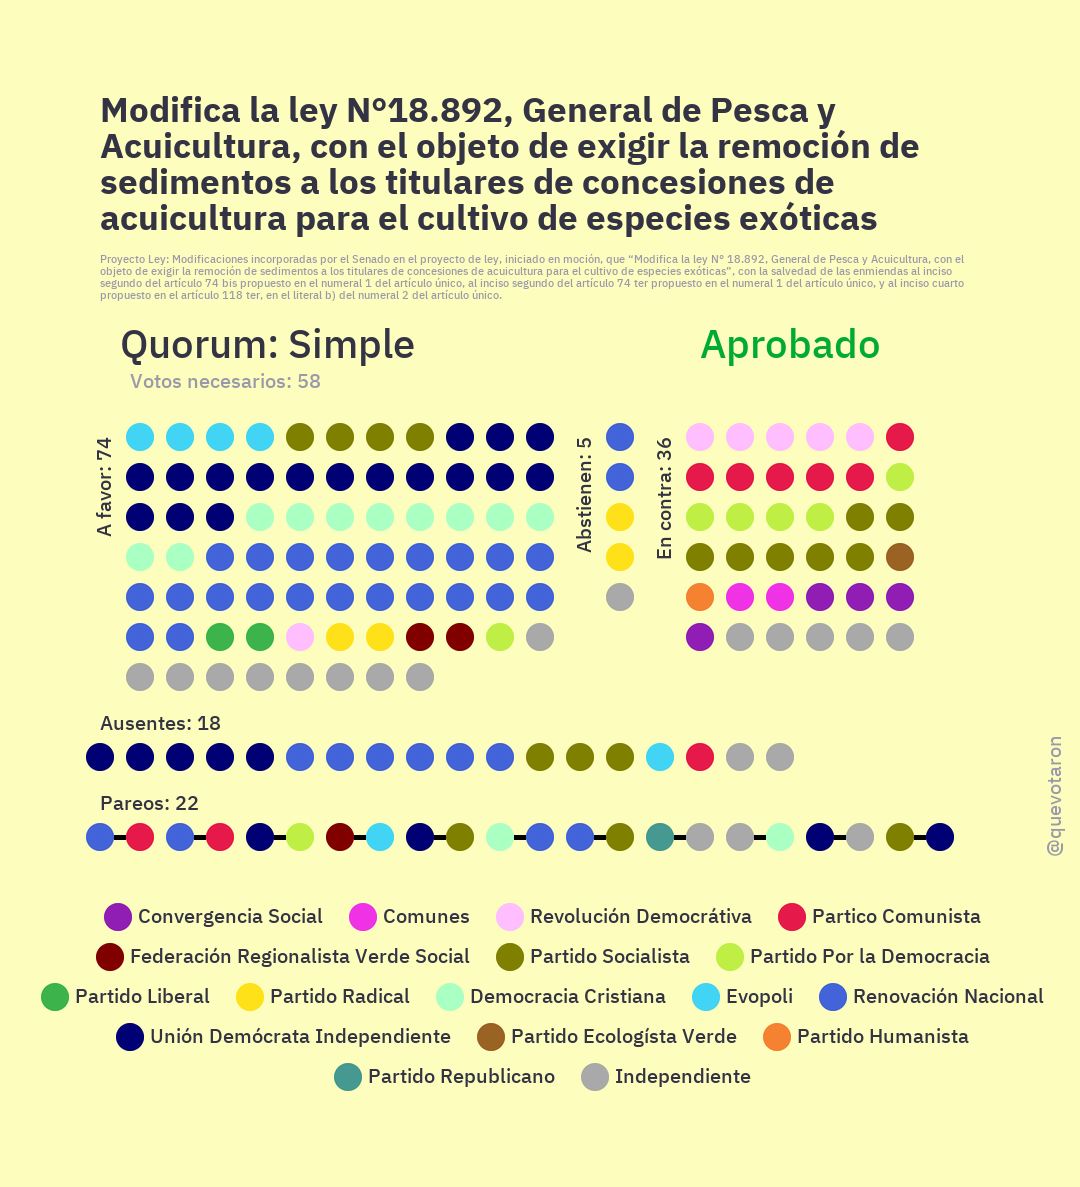 Modifica la ley Nº18.892, General de Pesca y
Acuicultura, con el objeto de exigir la remoción de
sedimentos a los titulares de concesiones de
acuicultura para el cultivo de especies exóticas
Proyecto Ley: Modificaciones incorporadas por el Senado en el proyecto de ley, iniciado en moción, que “Modifica la ley N° 18.892, General de Pesca y Acuicultura, con el
objeto de exigir la remoción de sedimentos a los titulares de concesiones de acuicultura para el cultivo de especies exóticas”, con la salvedad de las enmiendas al inciso
segundo del artículo 74 bis propuesto en el numeral 1 del artículo único, al inciso segundo del artículo 74 ter propuesto en el numeral 1 del artículo único, y al inciso cuarto
propuesto en el artículo 118 ter, en el literal b) del numeral 2 del artículo único.
Quorum: Simple
Aprobado
Votos necesarios: 58
A favor: 74
Abstienen: 5
En contra: 36
Ausentes: 18
Pareos: 22
@quevotaron
Convergencia Social
Comunes
Revolución Democrátiva
Partico Comunista
Federación Regionalista Verde Social
Partido Socialista
Partido Por la Democracia
Partido Liberal
Partido Radical
Democracia Cristiana
Evopoli
Renovación Nacional
Unión Demócrata Independiente
Partido Ecologísta Verde
Partido Humanista
Partido Republicano
Independiente